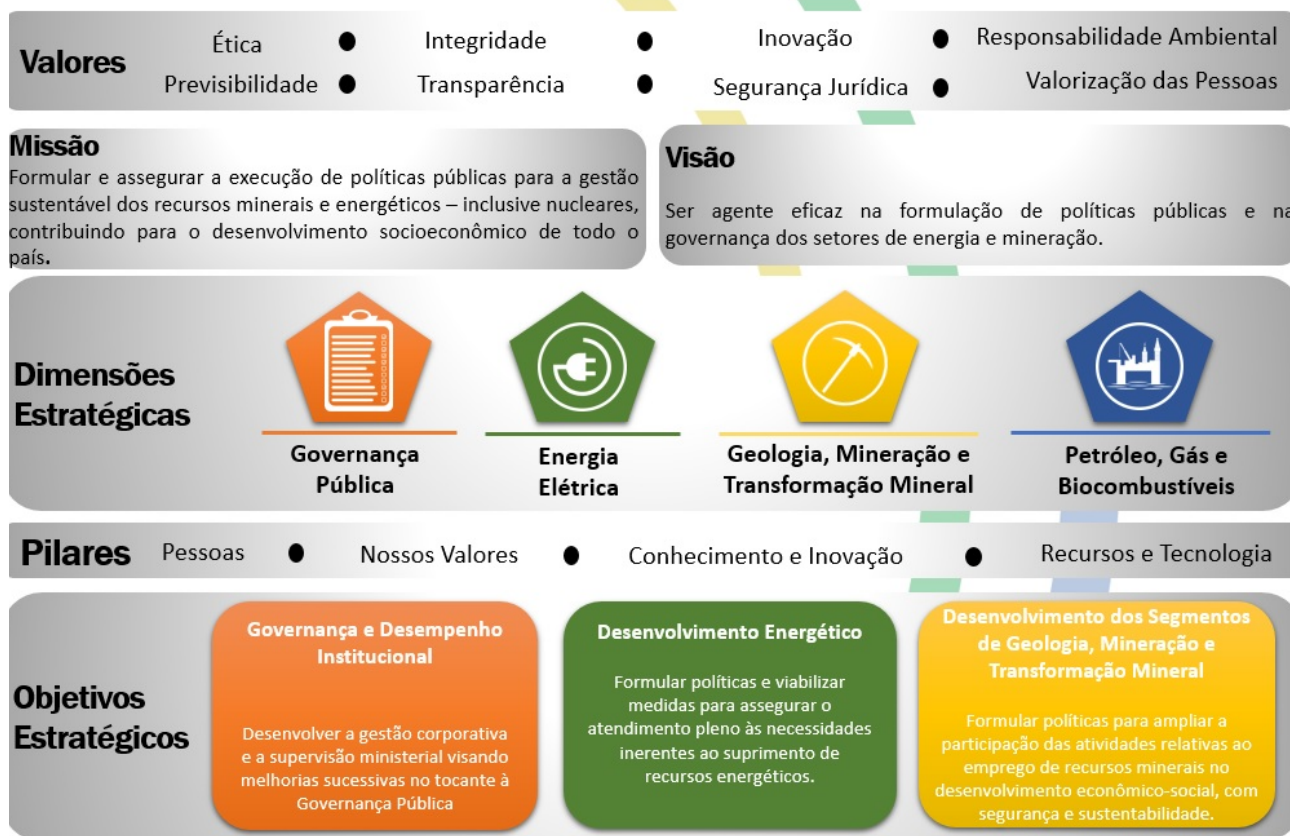 Valores
Ética ● Integridade ● Inovação ● Responsabilidade Ambiental
Previsibilidade ● Transparência ● Segurança Jurídica ● Valorização das Pessoas
Missão
Formular e assegurar a execução de políticas públicas para a gestão
sustentável dos recursos minerais e energéticos – inclusive nucleares,
contribuindo para o desenvolvimento socioeconômico de todo o
país.
Visão
Ser agente eficaz na formulação de políticas públicas e na
governança dos setores de energia e mineração.
Dimensões
Estratégicas
Governança
Pública
Energia
Elétrica
Geologia, Mineração e
Transformação Mineral
Petróleo, Gás e
Biocombustíveis
Pilares
Pessoas ● Nossos Valores ● Conhecimento e Inovação ● Recursos e Tecnologia
Objetivos
Estratégicos
Governança e Desempenho
Institucional
Desenvolver a gestão corporativa
e a supervisão ministerial visando
melhorias sucessivas no tocante à
Governança Pública
Desenvolvimento Energético
Formular políticas e viabilizar
medidas para assegurar o
atendimento pleno às necessidades
inerentes ao suprimento de
recursos energéticos.
Desenvolvimento dos Segmentos
de Geologia, Mineração e
Transformação Mineral
Formular políticas para ampliar a
participação das atividades relativas ao
emprego de recursos minerais no
desenvolvimento econômico-social, com
segurança e sustentabilidade.